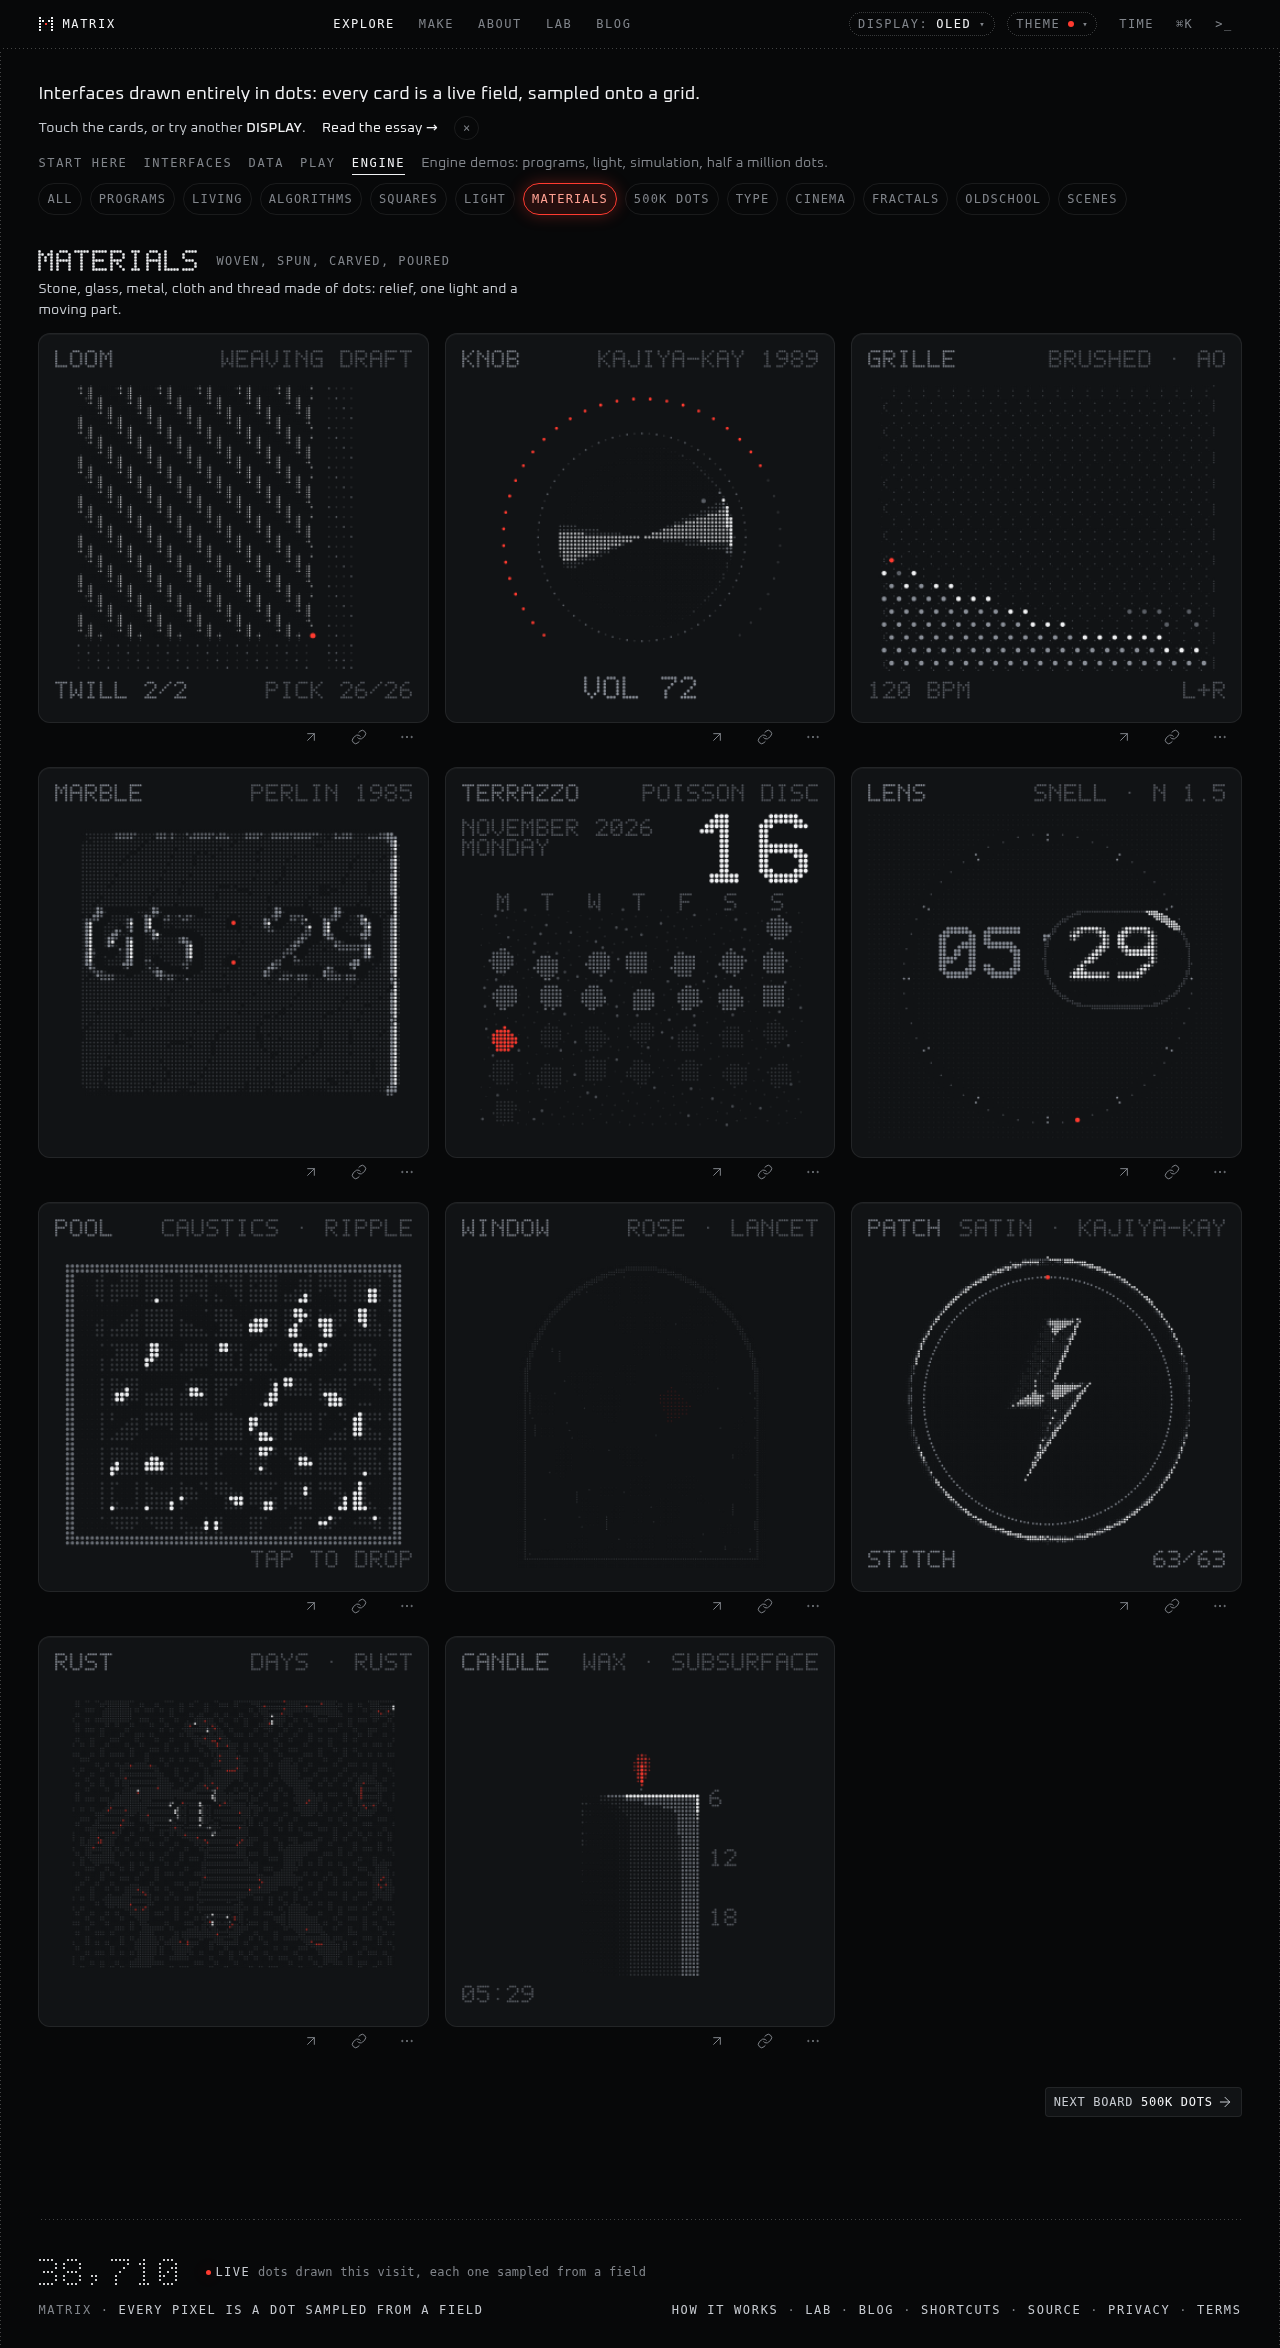 MATRIX EXPLORE MAKE ABOUT LAB BLOG DISPLAY: OLED ▾ THEME ● ▾ TIME ⌘K >_
Interfaces drawn entirely in dots: every card is a live field, sampled onto a grid.
Touch the cards, or try another DISPLAY. Read the essay → ×
START HERE INTERFACES DATA PLAY ENGINE Engine demos: programs, light, simulation, half a million dots.
ALL PROGRAMS LIVING ALGORITHMS SQUARES LIGHT MATERIALS 500K DOTS TYPE CINEMA FRACTALS OLDSCHOOL SCENES
MATERIALS WOVEN, SPUN, CARVED, POURED
Stone, glass, metal, cloth and thread made of dots: relief, one light and a
moving part.
LOOM WEAVING DRAFT
TWILL 2/2 PICK 26/26
KNOB KAJIYA-KAY 1989
VOL 72
GRILLE BRUSHED · AO
120 BPM L+R
MARBLE PERLIN 1985
05:29
TERRAZZO POISSON DISC
NOVEMBER 2026 16
MONDAY
M T W T F S S
LENS SNELL · N 1.5
05 29
POOL CAUSTICS · RIPPLE
TAP TO DROP
WINDOW ROSE · LANCET
PATCH SATIN · KAJIYA-KAY
STITCH 63/63
RUST DAYS · RUST
CANDLE WAX · SUBSURFACE
6
12
18
05:29
NEXT BOARD 500K DOTS →
38,710 LIVE dots drawn this visit, each one sampled from a field
MATRIX · EVERY PIXEL IS A DOT SAMPLED FROM A FIELD HOW IT WORKS · LAB · BLOG · SHORTCUTS · SOURCE · PRIVACY · TERMS